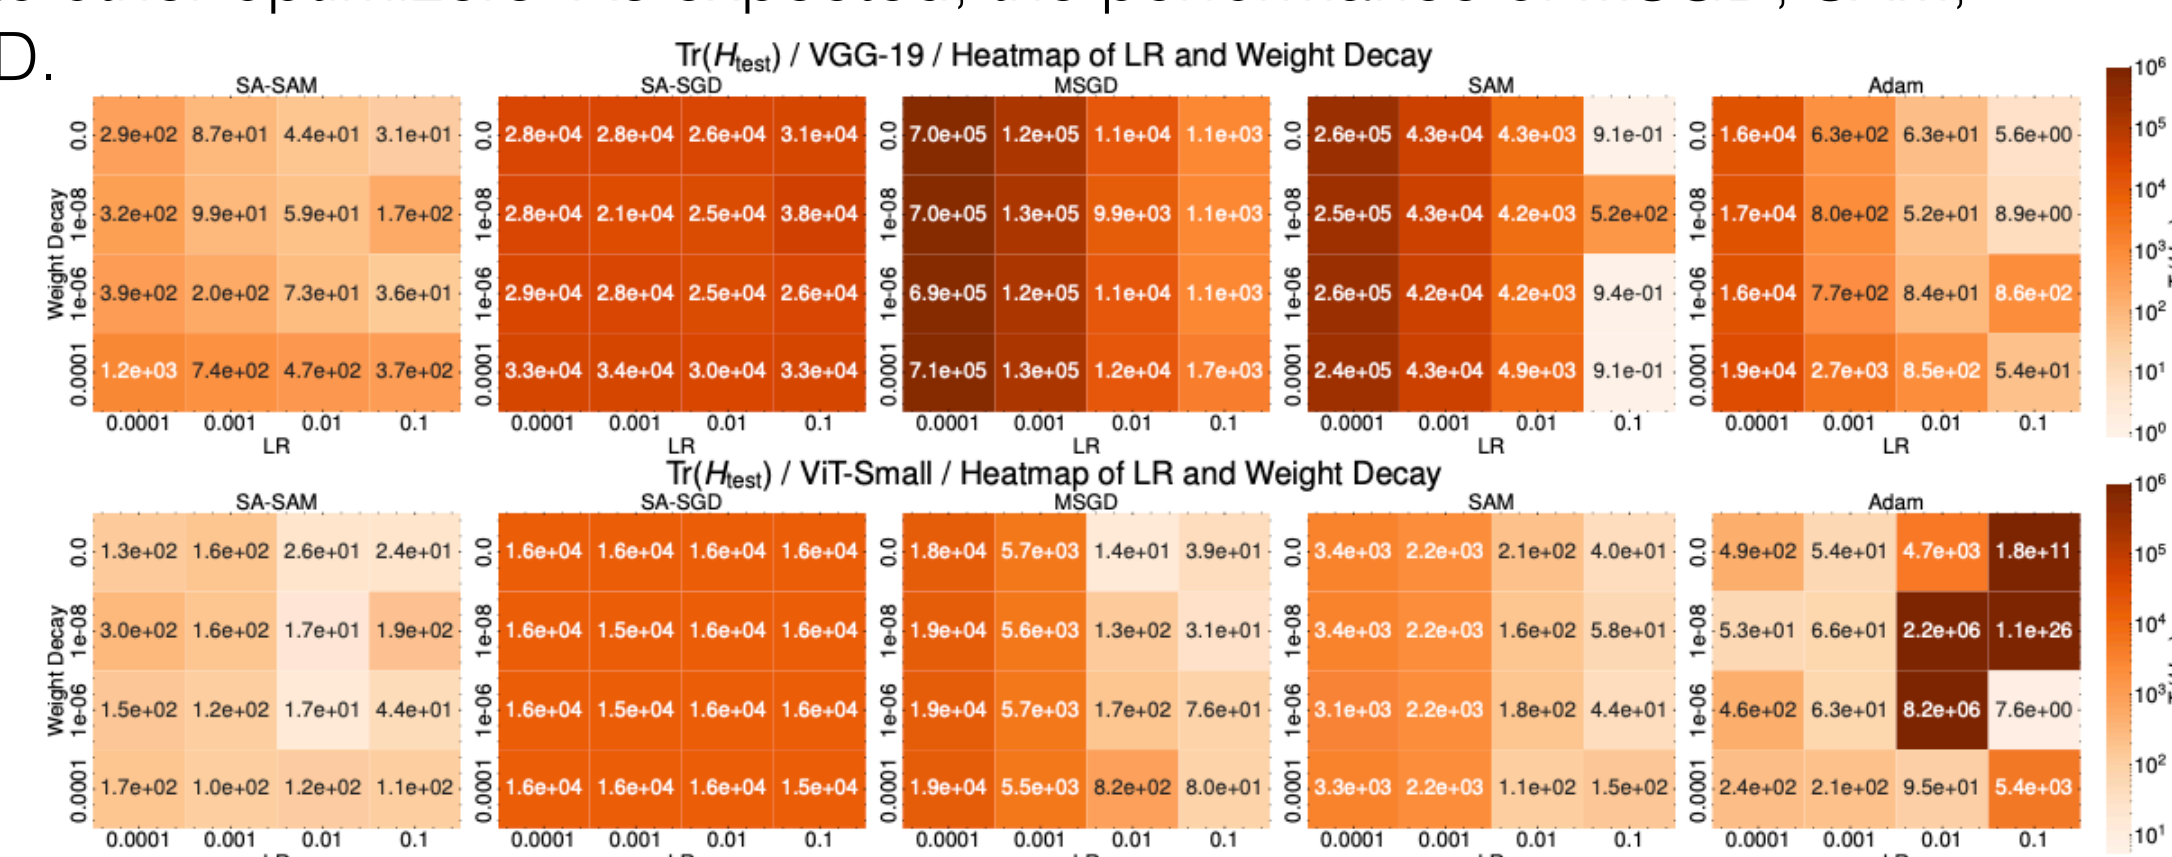 D.
Tr(H_test) / VGG-19 / Heatmap of LR and Weight Decay
SA-SAM SA-SGD MSGD SAM Adam
0.0 2.9e+02 8.7e+01 4.4e+01 3.1e+01 0.0 2.8e+04 2.8e+04 2.6e+04 3.1e+04 0.0 7.0e+05 1.2e+05 1.1e+04 1.1e+03 0.0 2.6e+05 4.3e+04 4.3e+03 9.1e-01 0.0 1.6e+04 6.3e+02 6.3e+01 5.6e+00
1e-08 3.2e+02 9.9e+01 5.9e+01 1.7e+02 1e-08 2.8e+04 2.1e+04 2.5e+04 3.8e+04 1e-08 7.0e+05 1.3e+05 9.9e+03 1.1e+03 1e-08 2.5e+05 4.3e+04 4.2e+03 5.2e+02 1e-08 1.7e+04 8.0e+02 5.2e+01 8.9e+00
1e-06 3.9e+02 2.0e+02 7.3e+01 3.6e+01 1e-06 2.9e+04 2.8e+04 2.5e+04 2.6e+04 1e-06 6.9e+05 1.2e+05 1.1e+04 1.1e+03 1e-06 2.6e+05 4.2e+04 4.2e+03 9.4e-01 1e-06 1.6e+04 7.7e+02 8.4e+01 8.6e+02
0.0001 1.2e+03 7.4e+02 4.7e+02 3.7e+02 0.0001 3.3e+04 3.4e+04 3.0e+04 3.3e+04 0.0001 7.1e+05 1.3e+05 1.2e+04 1.7e+03 0.0001 2.4e+05 4.3e+04 4.9e+03 9.1e-01 0.0001 1.9e+04 2.7e+03 8.5e+02 5.4e+01
Weight Decay
0.0001 0.001 0.01 0.1 0.0001 0.001 0.01 0.1 0.0001 0.001 0.01 0.1 0.0001 0.001 0.01 0.1 0.0001 0.001 0.01 0.1
LR LR LR LR LR
10^6
10^5
10^4
10^3
10^2
10^1
10^0
Tr(H_test) / ViT-Small / Heatmap of LR and Weight Decay
SA-SAM SA-SGD MSGD SAM Adam
0.0 1.3e+02 1.6e+02 2.6e+01 2.4e+01 0.0 1.6e+04 1.6e+04 1.6e+04 1.6e+04 0.0 1.8e+04 5.7e+03 1.4e+01 3.9e+01 0.0 3.4e+03 2.2e+03 2.1e+02 4.0e+01 0.0 4.9e+02 5.4e+01 4.7e+03 1.8e+11
1e-08 3.0e+02 1.6e+02 1.7e+01 1.9e+02 1e-08 1.6e+04 1.5e+04 1.6e+04 1.6e+04 1e-08 1.9e+04 5.6e+03 1.3e+02 3.1e+01 1e-08 3.4e+03 2.2e+03 1.6e+02 5.8e+01 1e-08 5.3e+01 6.6e+01 2.2e+06 1.1e+26
1e-06 1.5e+02 1.2e+02 1.7e+01 4.4e+01 1e-06 1.6e+04 1.5e+04 1.6e+04 1.6e+04 1e-06 1.9e+04 5.7e+03 1.7e+02 7.6e+01 1e-06 3.1e+03 2.2e+03 1.8e+02 4.4e+01 1e-06 4.6e+02 6.3e+01 8.2e+06 7.6e+00
0.0001 1.7e+02 1.0e+02 1.2e+02 1.1e+02 0.0001 1.6e+04 1.6e+04 1.6e+04 1.5e+04 0.0001 1.9e+04 5.5e+03 8.2e+02 8.0e+01 0.0001 3.3e+03 2.2e+03 1.1e+02 1.5e+02 0.0001 2.4e+02 2.1e+02 9.5e+01 5.4e+03
Weight Decay
0.0001 0.001 0.01 0.1 0.0001 0.001 0.01 0.1 0.0001 0.001 0.01 0.1 0.0001 0.001 0.01 0.1 0.0001 0.001 0.01 0.1
10^6
10^5
10^4
10^3
10^2
10^1